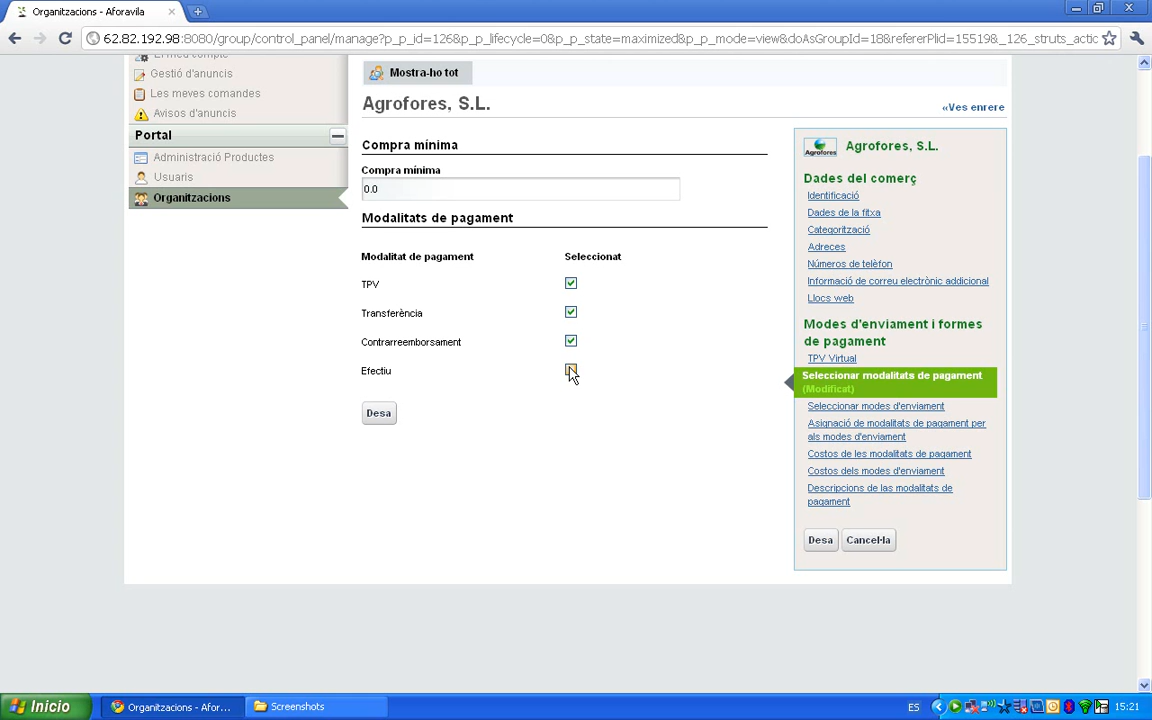 Organitzacions - Aforavila
62.82.192.98:8080/group/control_panel/manage?p_p_id=126&p_p_lifecycle=0&p_p_state=maximized&p_p_mode=view&doAsGroupId=18&refererPlid=15519&_126_struts_actic
El meu compte
Gestió d'anuncis
Les meves comandes
Avisos d'anuncis
Portal
Administració Productes
Usuaris
Organitzacions
Mostra-ho tot
Agrofores, S.L.
«Ves enrere
Compra mínima
Compra mínima
0.0
Modalitats de pagament
Modalitat de pagament Seleccionat
TPV
Transferència
Contrarreemborsament
Efectiu
Desa
Agrofores
Agrofores, S.L.
Dades del comerç
Identificació
Dades de la fitxa
Categorització
Adreces
Números de telèfon
Informació de correu electrònic addicional
Llocs web
Modes d'enviament i formes
de pagament
TPV Virtual
Seleccionar modalitats de pagament
(Modificat)
Seleccionar modes d'enviament
Asignació de modalitats de pagament per
als modes d'enviament
Costos de les modalitats de pagament
Costos dels modes d'enviament
Descripcions de las modalitats de
pagament
Desa Cancel·la
Inicio
Organitzacions - Afor...
Screenshots
ES
15:21